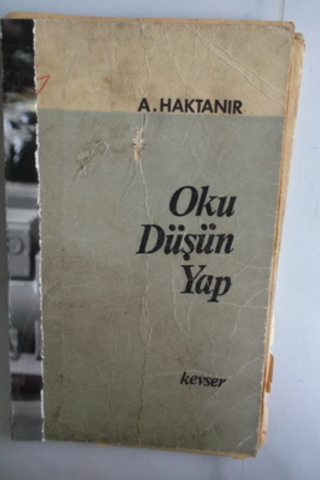 A. HAKTANIR
Oku
Düşün
Yap
kevser